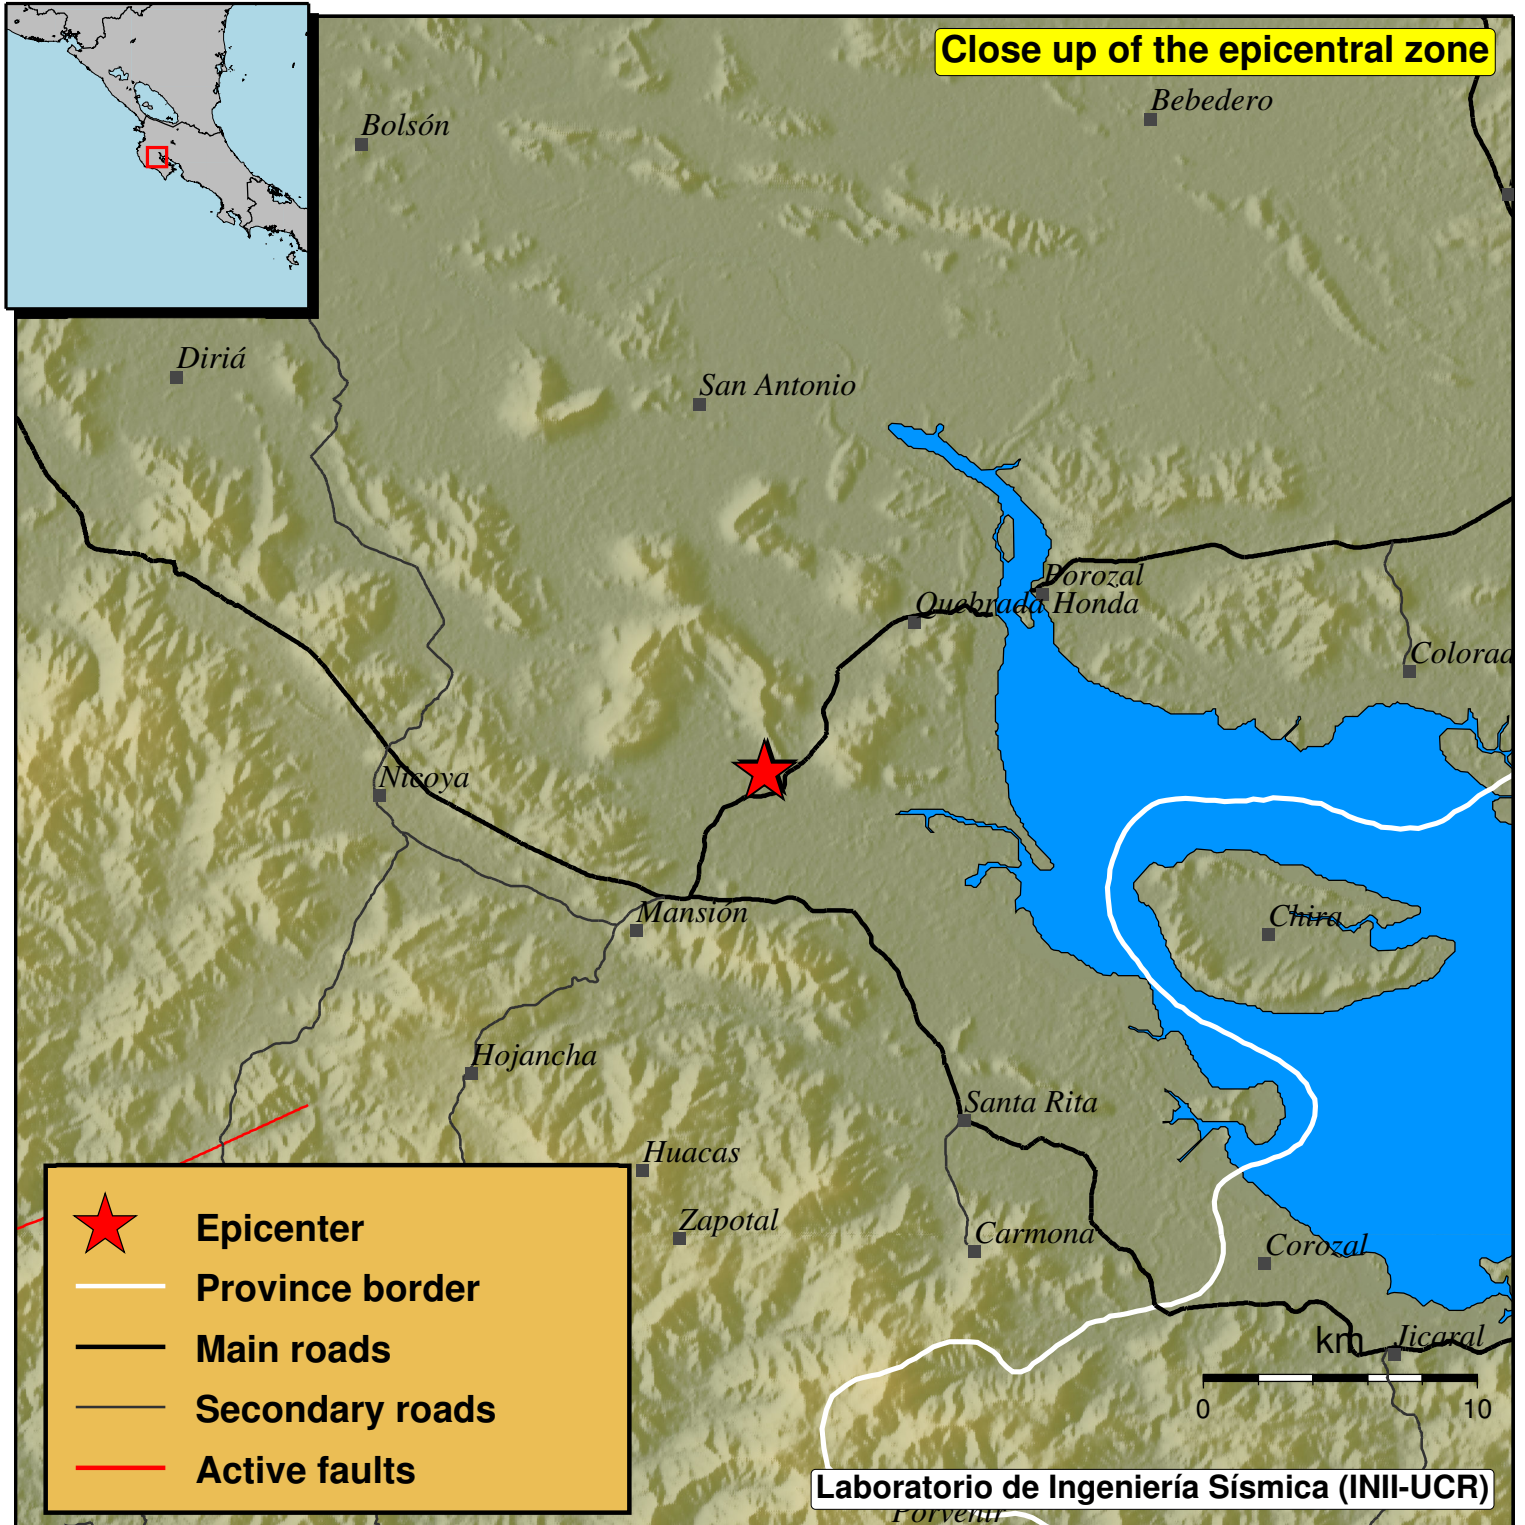 Close up of the epicentral zone
Bebedero
Bolsón
Diriá
San Antonio
Porozal
Quebrada Honda
Colorad
Nicoya
Mansión
Chira
Hojancha
Santa Rita
Huacas
Zapotal
Carmona
Corozal
Epicenter
Province border
Main roads
Secondary roads
Active faults
km
Jicaral
0 10
Laboratorio de Ingeniería Sísmica (INII-UCR)
Porvenir